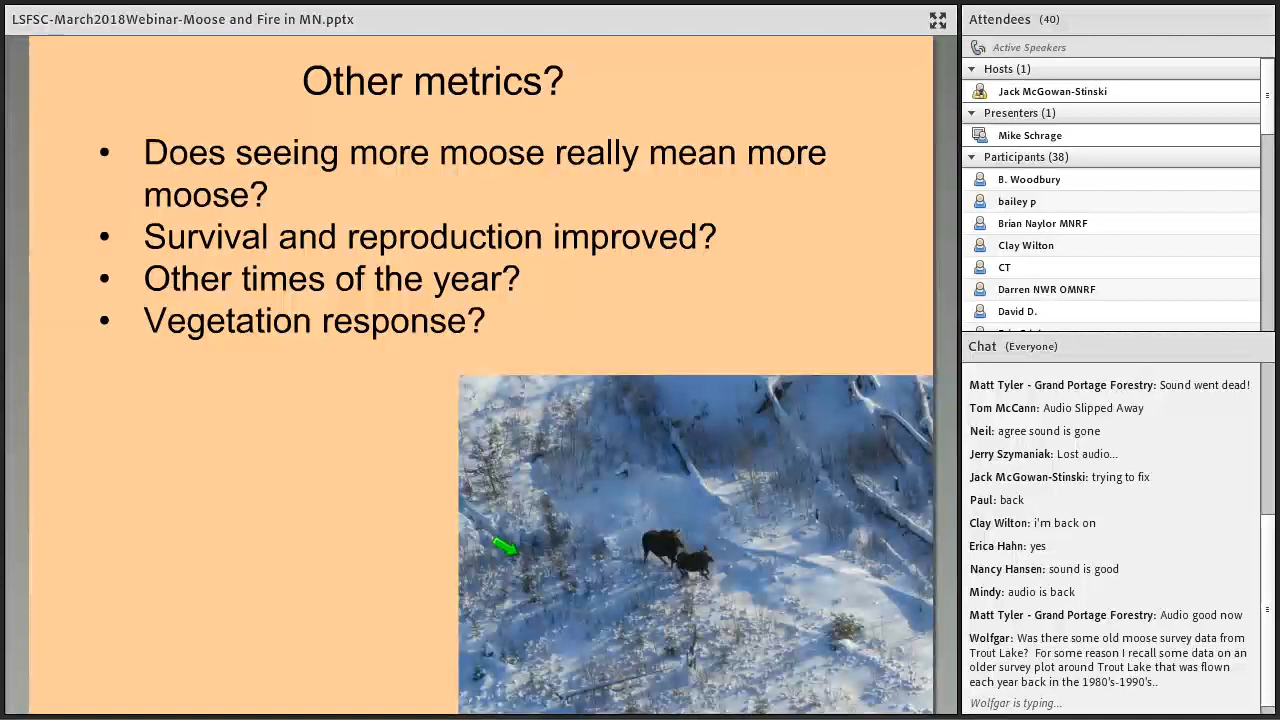 LSFSC-March2018Webinar-Moose and Fire in MN.pptx
Other metrics?
• Does seeing more moose really mean more
moose?
• Survival and reproduction improved?
• Other times of the year?
• Vegetation response?
Attendees (40)
Active Speakers
Hosts (1)
Jack McGowan-Stinski
Presenters (1)
Mike Schrage
Participants (38)
B. Woodbury
bailey p
Brian Naylor MNRF
Clay Wilton
CT
Darren NWR OMNRF
David D.
Chat (Everyone)
Matt Tyler - Grand Portage Forestry: Sound went dead!
Tom McCann: Audio Slipped Away
Neil: agree sound is gone
Jerry Szymaniak: Lost audio...
Jack McGowan-Stinski: trying to fix
Paul: back
Clay Wilton: i'm back on
Erica Hahn: yes
Nancy Hansen: sound is good
Mindy: audio is back
Matt Tyler - Grand Portage Forestry: Audio good now
Wolfgar: Was there some old moose survey data from
Trout Lake? For some reason I recall some data on an
older survey plot around Trout Lake that was flown
each year back in the 1980's-1990's..
Wolfgar is typing...